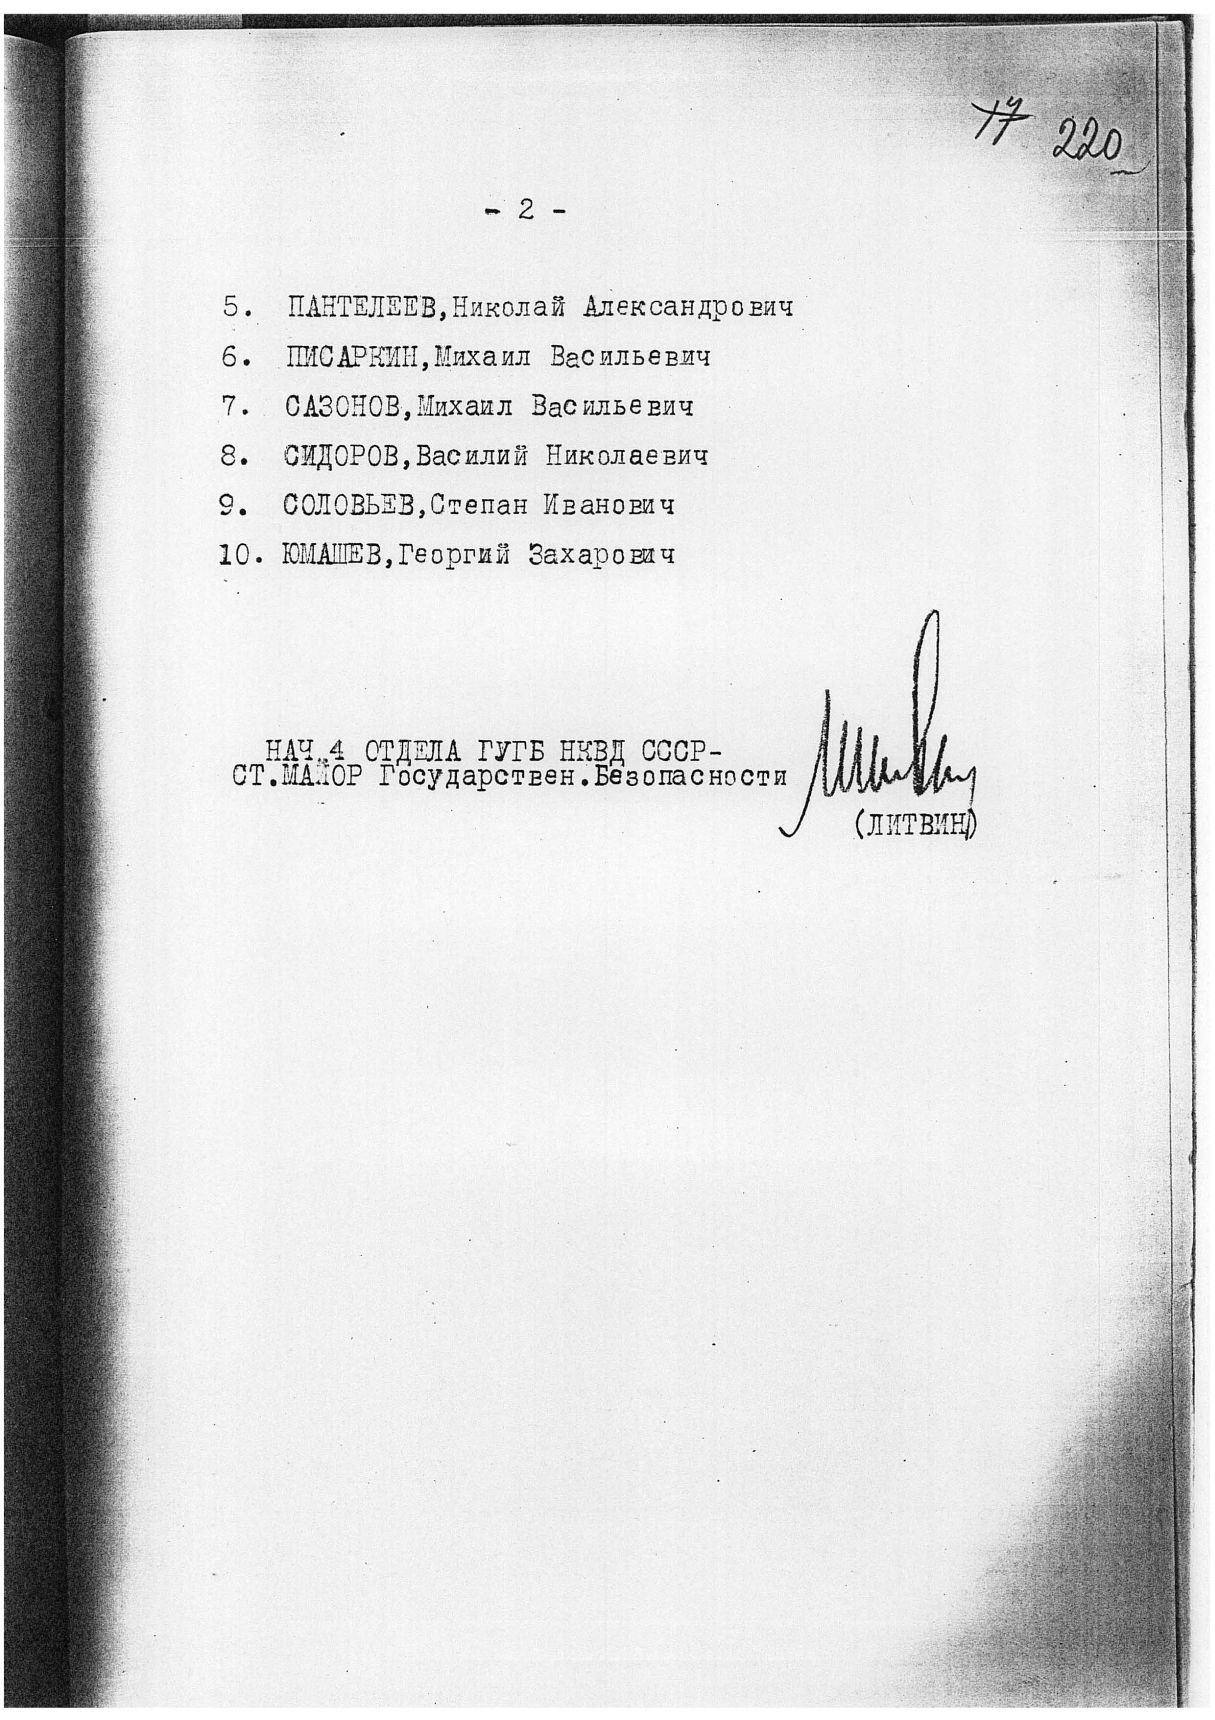 17 220
- 2 -
5. ПАНТЕЛЕЕВ,Николай Александрович
6. ПИСАРКИН,Михаил Васильевич
7. САЗОНОВ,Михаил Васильевич
8. СИДОРОВ,Василий Николаевич
9. СОЛОВЬЕВ,Степан Иванович
10. ЮМАШЕВ,Георгий Захарович
НАЧ.4 ОТДЕЛА ГУГБ НКВД СССР-
СТ.МАЙОР Государствен.Безопасности
(ЛИТВИН)